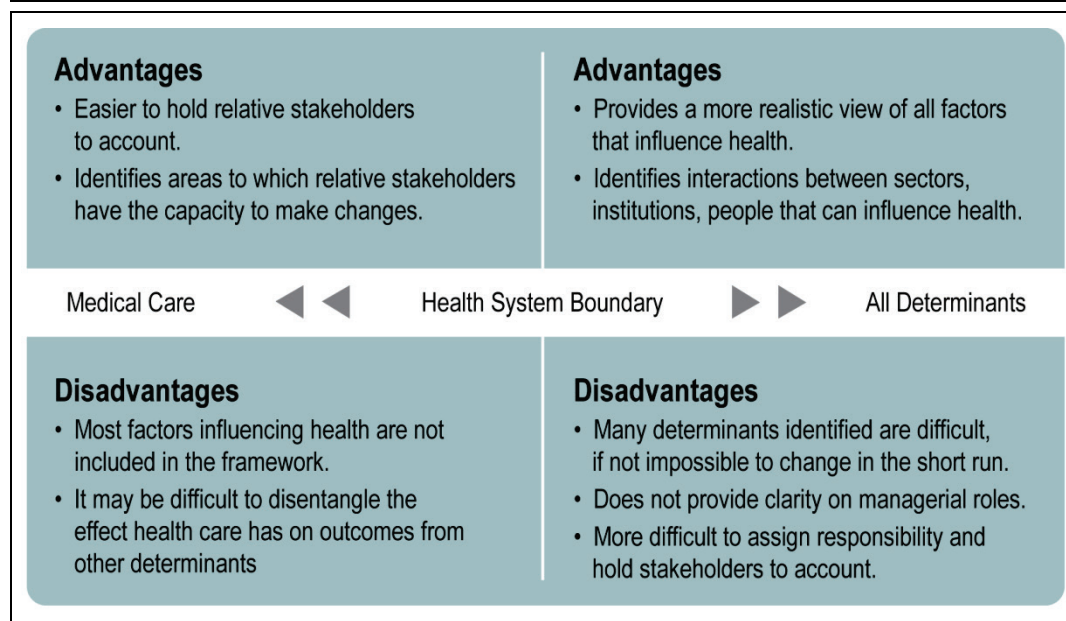 Advantages
• Easier to hold relative stakeholders
to account.
• Identifies areas to which relative stakeholders
have the capacity to make changes.
Advantages
• Provides a more realistic view of all factors
that influence health.
• Identifies interactions between sectors,
institutions, people that can influence health.
Medical Care
Health System Boundary
All Determinants
Disadvantages
• Most factors influencing health are not
included in the framework.
• It may be difficult to disentangle the
effect health care has on outcomes from
other determinants
Disadvantages
• Many determinants identified are difficult,
if not impossible to change in the short run.
• Does not provide clarity on managerial roles.
• More difficult to assign responsibility and
hold stakeholders to account.